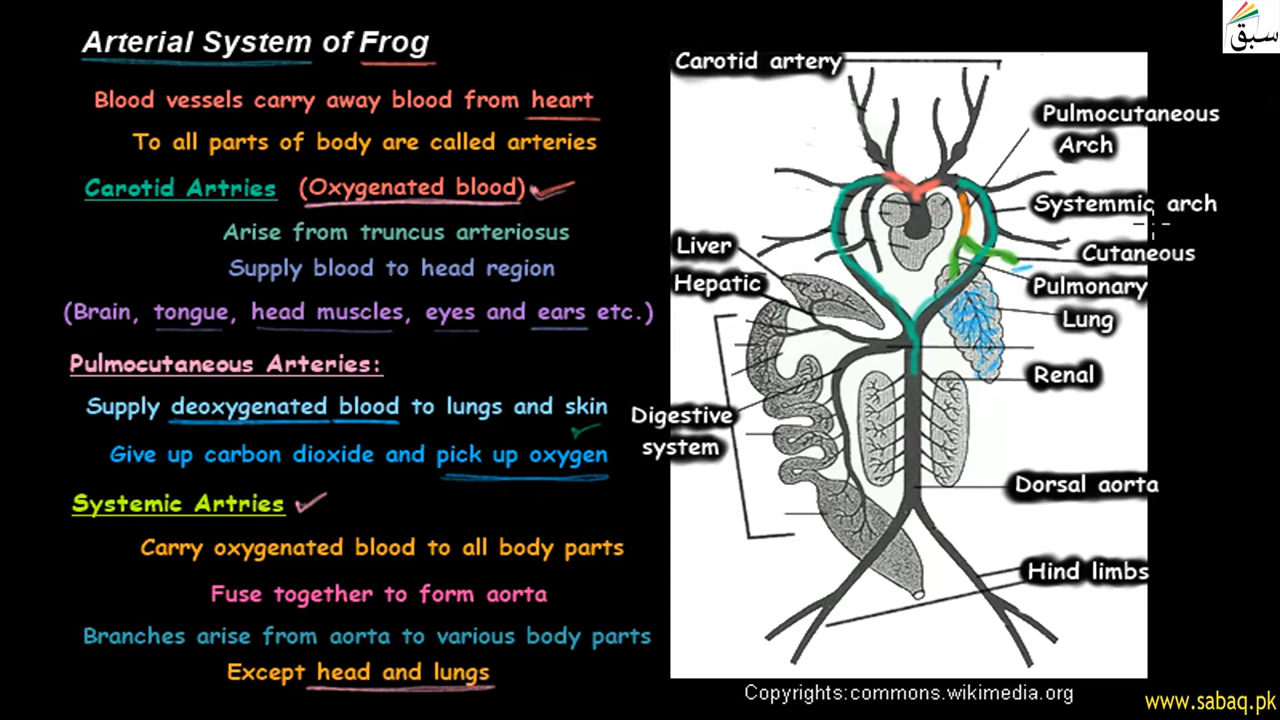 Arterial System of Frog
Blood vessels carry away blood from heart
To all parts of body are called arteries
Carotid Artries (Oxygenated blood)
Arise from truncus arteriosus
Supply blood to head region
(Brain, tongue, head muscles, eyes and ears etc.)
Pulmocutaneous Arteries:
Supply deoxygenated blood to lungs and skin
Give up carbon dioxide and pick up oxygen
Systemic Artries
Carry oxygenated blood to all body parts
Fuse together to form aorta
Branches arise from aorta to various body parts
Except head and lungs
Carotid artery
Pulmocutaneous
Arch
Systemmic arch
Cutaneous
Pulmonary
Lung
Liver
Hepatic
Renal
Digestive
system
Dorsal aorta
Hind limbs
Copyrights:commons.wikimedia.org
سبق
www.sabaq.pk